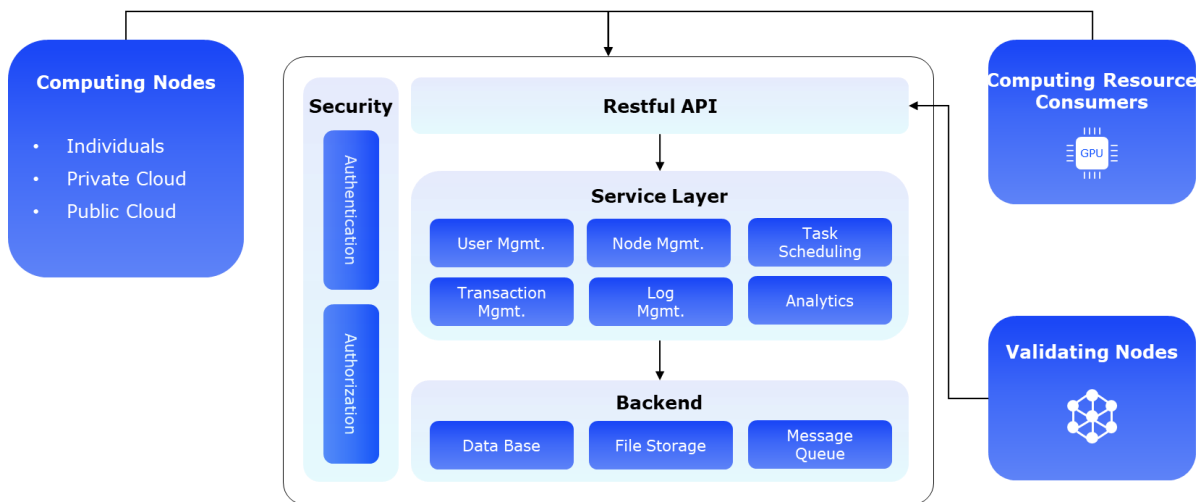 Computing Nodes
• Individuals
• Private Cloud
• Public Cloud
Security
Authentication
Authorization
Restful API
Service Layer
User Mgmt.
Node Mgmt.
Task
Scheduling
Transaction
Mgmt.
Log
Mgmt.
Analytics
Backend
Data Base
File Storage
Message
Queue
Computing Resource
Consumers
GPU
Validating Nodes